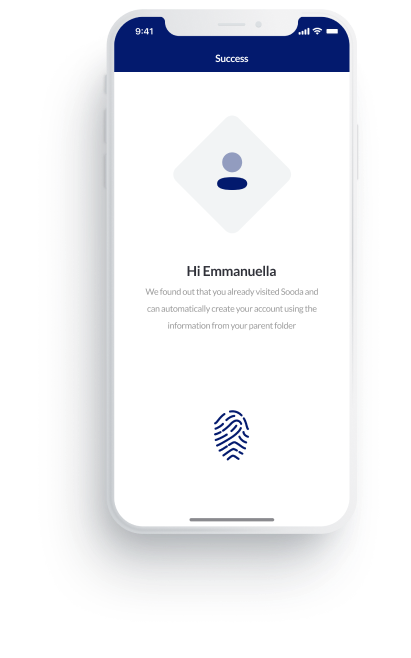 9:41
Success
Hi Emmanuella
We found out that you already visited Sooda and
can automatically create your account using the
information from your parent folder